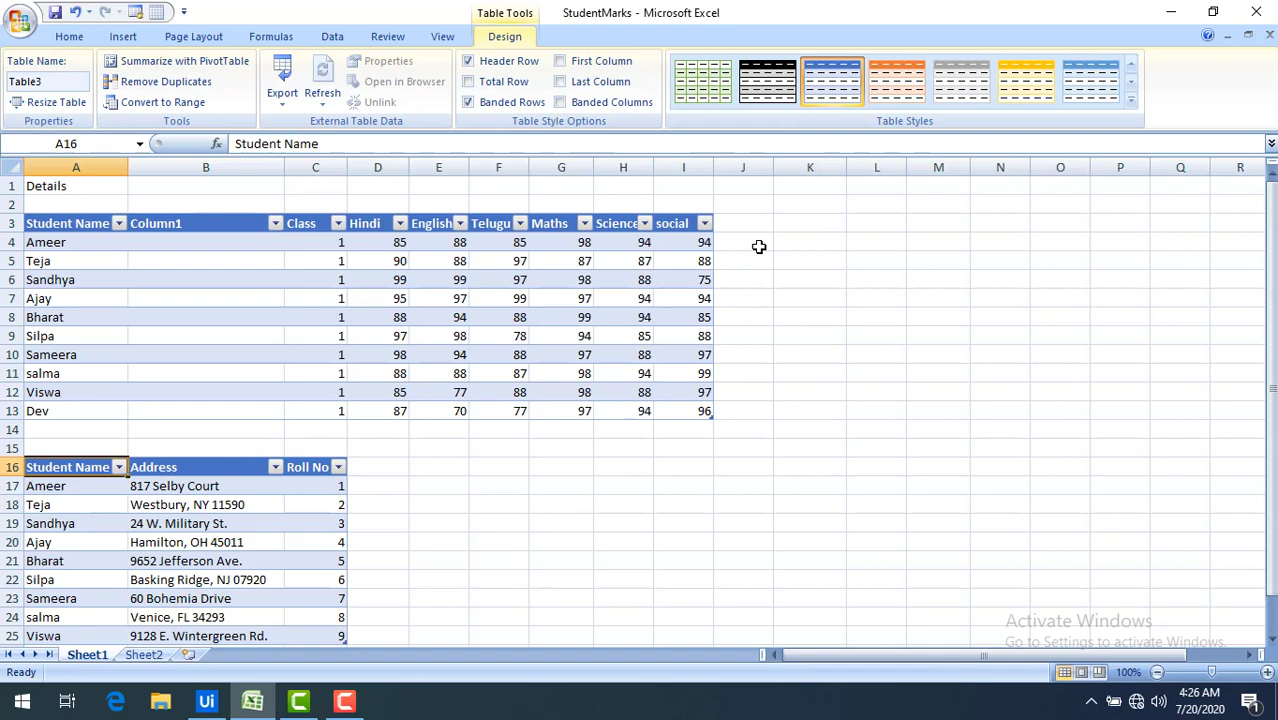 Table Tools
StudentMarks - Microsoft Excel
Home Insert Page Layout Formulas Data Review View Design
Table Name:
Table3
Resize Table
Properties
Summarize with PivotTable
Remove Duplicates
Convert to Range
Tools
Export
Refresh
Properties
Open in Browser
Unlink
External Table Data
Header Row
Total Row
Banded Rows
First Column
Last Column
Banded Columns
Table Style Options
Table Styles
A16 fx Student Name
A B C D E F G H I J K L M N O P Q R
1 Details
2
3 Student Name Column1 Class Hindi English Telugu Maths Science social
4 Ameer 1 85 88 85 98 94 94
5 Teja 1 90 88 97 87 87 88
6 Sandhya 1 99 99 97 98 88 75
7 Ajay 1 95 97 99 97 94 94
8 Bharat 1 88 94 88 99 94 85
9 Silpa 1 97 98 78 94 85 88
10 Sameera 1 98 94 88 97 88 97
11 salma 1 88 88 87 98 94 99
12 Viswa 1 85 77 88 98 88 97
13 Dev 1 87 70 77 97 94 96
14
15
16 Student Name Address Roll No
17 Ameer 817 Selby Court 1
18 Teja Westbury, NY 11590 2
19 Sandhya 24 W. Military St. 3
20 Ajay Hamilton, OH 45011 4
21 Bharat 9652 Jefferson Ave. 5
22 Silpa Basking Ridge, NJ 07920 6
23 Sameera 60 Bohemia Drive 7
24 salma Venice, FL 34293 8
25 Viswa 9128 E. Wintergreen Rd. 9
Activate Windows
Go to Settings to activate Windows.
Sheet1 Sheet2
Ready 100%
Ui
4:26 AM
7/20/2020
1